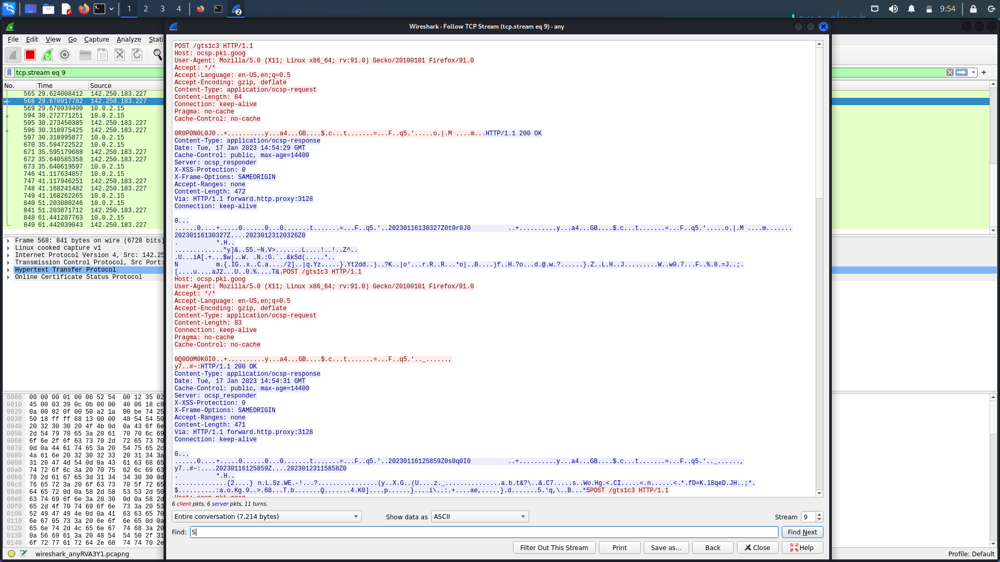 1 2 3 4
2
9:54
Wireshark · Follow TCP Stream (tcp.stream eq 9) · any
File Edit View Go Capture Analyze Stati
tcp.stream eq 9
No. Time Source
565 29.624008412 142.250.183.227
568 29.670917782 142.250.183.227
569 29.670939400 10.0.2.15
594 30.272771251 10.0.2.15
595 30.273450385 142.250.183.227
596 30.318975425 142.250.183.227
597 30.318995877 10.0.2.15
670 35.594722522 10.0.2.15
671 35.595179688 142.250.183.227
672 35.640585358 142.250.183.227
673 35.640619597 10.0.2.15
746 41.117634857 10.0.2.15
747 41.117946251 142.250.183.227
748 41.168241482 142.250.183.227
749 41.168262265 10.0.2.15
840 51.203080246 10.0.2.15
841 51.203871712 142.250.183.227
848 61.441287763 10.0.2.15
849 61.442039043 142.250.183.227
Frame 568: 841 bytes on wire (6728 bits)
Linux cooked capture v1
Internet Protocol Version 4, Src: 142.25
Transmission Control Protocol, Src Port:
Hypertext Transfer Protocol
Online Certificate Status Protocol
0000 00 00 00 01 00 06 52 54 00 12 35 02
0010 45 00 03 39 0c 0b 00 00 40 06 18 c8
0020 0a 00 02 0f 00 50 a2 1a 00 be 74 25
0030 50 18 ff ff 68 13 00 00 48 54 54 50
0040 20 32 30 30 20 4f 4b 0d 0a 43 6f 6e
0050 2d 54 79 70 65 3a 20 61 70 70 6c 69
0060 6f 6e 2f 6f 63 73 70 2d 72 65 73 70
0070 0d 0a 44 61 74 65 3a 20 54 75 65 2c
0080 4a 61 6e 20 32 30 32 33 20 31 34 3a
0090 31 20 47 4d 54 0d 0a 43 61 63 68 65
00a0 74 72 6f 6c 3a 20 70 75 62 6c 69 63
00b0 78 2d 61 67 65 3d 31 34 34 30 30 0d
00c0 76 65 72 3a 20 6f 63 73 70 5f 72 65
00d0 64 65 72 0d 0a 58 2d 58 53 53 2d 50
00e0 63 74 69 6f 6e 3a 20 30 0d 0a 58 2d
00f0 65 2d 4f 70 74 69 6f 6e 73 3a 20 53
0100 52 49 47 49 4e 0d 0a 41 63 63 65 70
0110 6e 67 65 73 3a 20 6e 6f 6e 65 0d 0a
0120 65 6e 74 2d 4c 65 6e 67 74 68 3a 20
0130 0a 56 69 61 3a 20 48 54 54 50 2f 31
0140 6f 72 77 61 72 64 2e 68 74 74 70 2e
wireshark_anyRVA3Y1.pcapng
POST /gts1c3 HTTP/1.1
Host: ocsp.pki.goog
User-Agent: Mozilla/5.0 (X11; Linux x86_64; rv:91.0) Gecko/20100101 Firefox/91.0
Accept: */*
Accept-Language: en-US,en;q=0.5
Accept-Encoding: gzip, deflate
Content-Type: application/ocsp-request
Content-Length: 84
Connection: keep-alive
Pragma: no-cache
Cache-Control: no-cache
0R0P0N0L0J0..+..........y...a4...GB....$.c...t.......=...F..q5.'.....o.|.M ....m...HTTP/1.1 200 OK
Content-Type: application/ocsp-response
Date: Tue, 17 Jan 2023 14:54:29 GMT
Cache-Control: public, max-age=14400
Server: ocsp_responder
X-XSS-Protection: 0
X-Frame-Options: SAMEORIGIN
Accept-Ranges: none
Content-Length: 472
Via: HTTP/1.1 forward.http.proxy:3128
Connection: keep-alive
0...
......0....+.....0......0...0.......t.......=...F..q5.'..20230116130327Z0t0r0J0 ..+..........y...a4...GB....$.c...t.......=...F..q5.'.....o.|.M ....m.......
20230116130327Z....20230123120326Z0
. *.H..
............."y]&..S5.~N.V>.......L....!..!..Z^..
.U...iA[.+...$w|..W. .N.:G.`..&kSd(.....*..
N m.{.IG..x..C.a..../2]..|q.Yz.....}.Yt2dd..)..?K..|o'...r.R..R...*o|..B....)f..H.?o...d.@.w.?......}.Z..L.H..J.........W..w0.7...F..%.8.=J..;.
[....u....aJ2...U..0.%....T&.POST /gts1c3 HTTP/1.1
Host: ocsp.pki.goog
User-Agent: Mozilla/5.0 (X11; Linux x86_64; rv:91.0) Gecko/20100101 Firefox/91.0
Accept: */*
Accept-Language: en-US,en;q=0.5
Accept-Encoding: gzip, deflate
Content-Type: application/ocsp-request
Content-Length: 83
Connection: keep-alive
Pragma: no-cache
Cache-Control: no-cache
0Q0O0M0K0I0..+..........y...a4...GB....$.c...t.......=...F..q5.'.._......,
y7..#~:HTTP/1.1 200 OK
Content-Type: application/ocsp-response
Date: Tue, 17 Jan 2023 14:54:31 GMT
Cache-Control: public, max-age=14400
Server: ocsp_responder
X-XSS-Protection: 0
X-Frame-Options: SAMEORIGIN
Accept-Ranges: none
Content-Length: 471
Via: HTTP/1.1 forward.http.proxy:3128
Connection: keep-alive
0...
......0....+.....0......0...0.......t.......=...F..q5.'..20230116125859Z0s0q0I0 ..+..........y...a4...GB....$.c...t.......=...F..q5.'.._......,
y7..#~:....20230116125859Z....20230123115858Z0
. *.H..
..............{2....} n.L.Sz.WE.-!...?................(y..X.G..(U....z._...............a.b.t&?\..&.C7.....s..Wo.Hg.<.CI.....=.n......<.*.fD=K.l8qeD.JH..;*.
$..........:a.o.Kg.9..>.68...T.b.......Q.......4.K0]....p......}....i\..:.+....ae,.....}.d.......5.'q,\..B...*5POST /gts1c3 HTTP/1.1
Host: ocsp.pki.goog
6 client pkts, 6 server pkts, 11 turns.
Entire conversation (7,214 bytes)
Show data as ASCII
Stream 9
Find: S
Find Next
Filter Out This Stream
Print
Save as...
Back
Close
Help
Profile: Default